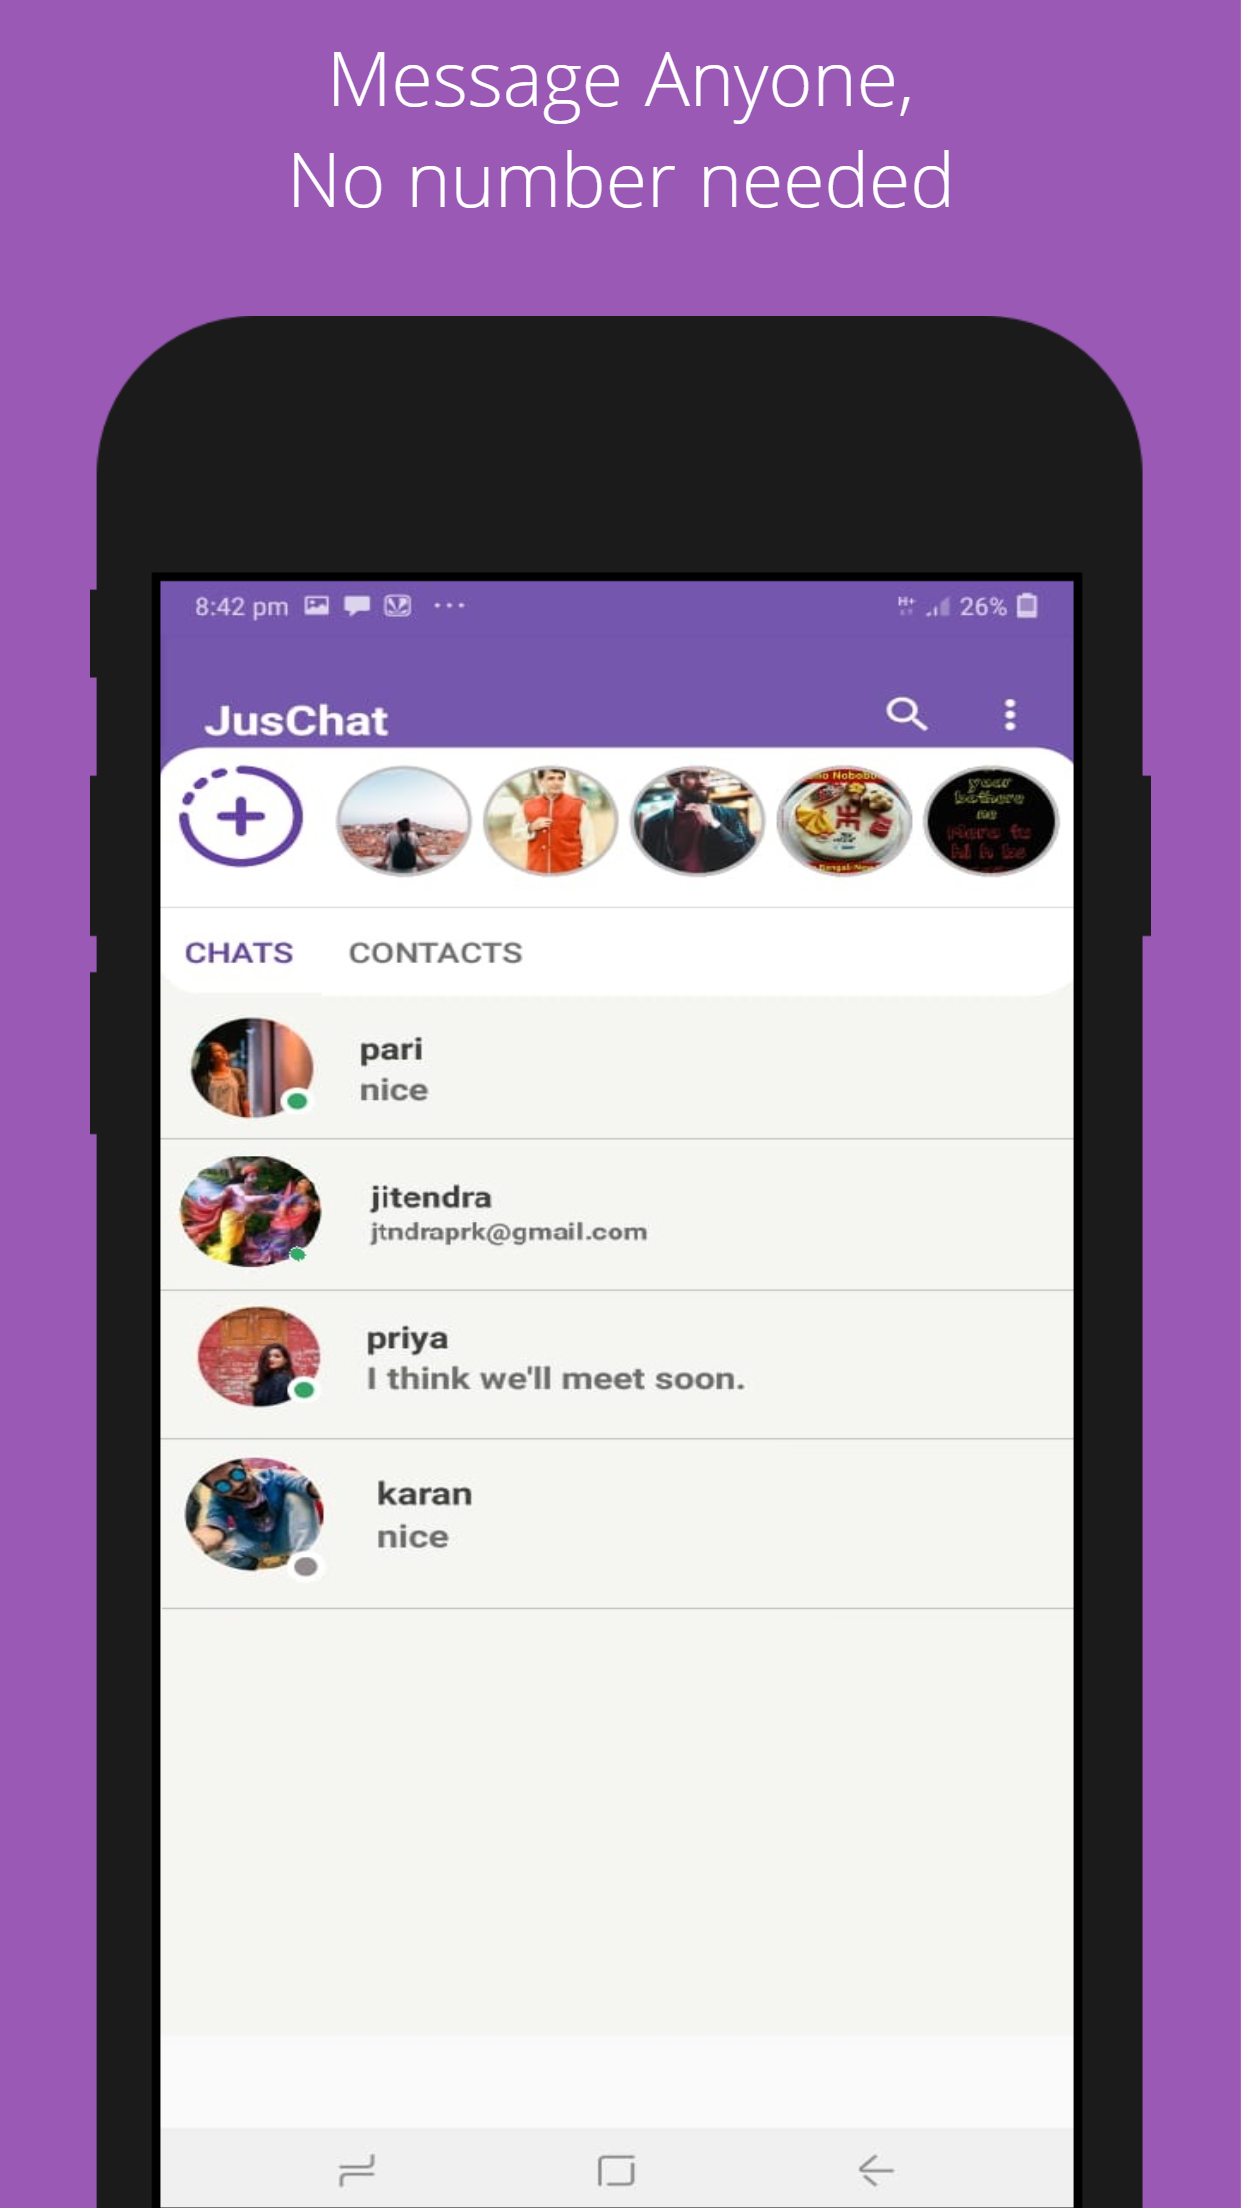 Message Anyone,
No number needed
8:42 pm
26%
JusChat
CHATS
CONTACTS
pari
nice
jitendra
jtndraprk@gmail.com
priya
I think we'll meet soon.
karan
nice